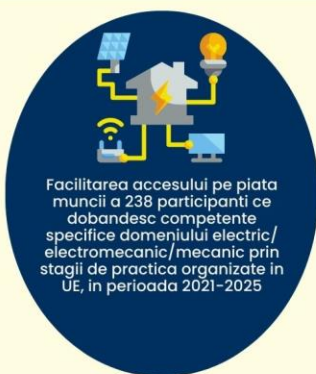 Facilitarea accesului pe piata
muncii a 238 participanti ce
dobandesc competente
specifice domeniului electric/
electromecanic/mecanic prin
stagii de practica organizate in
UE, in perioada 2021-2025